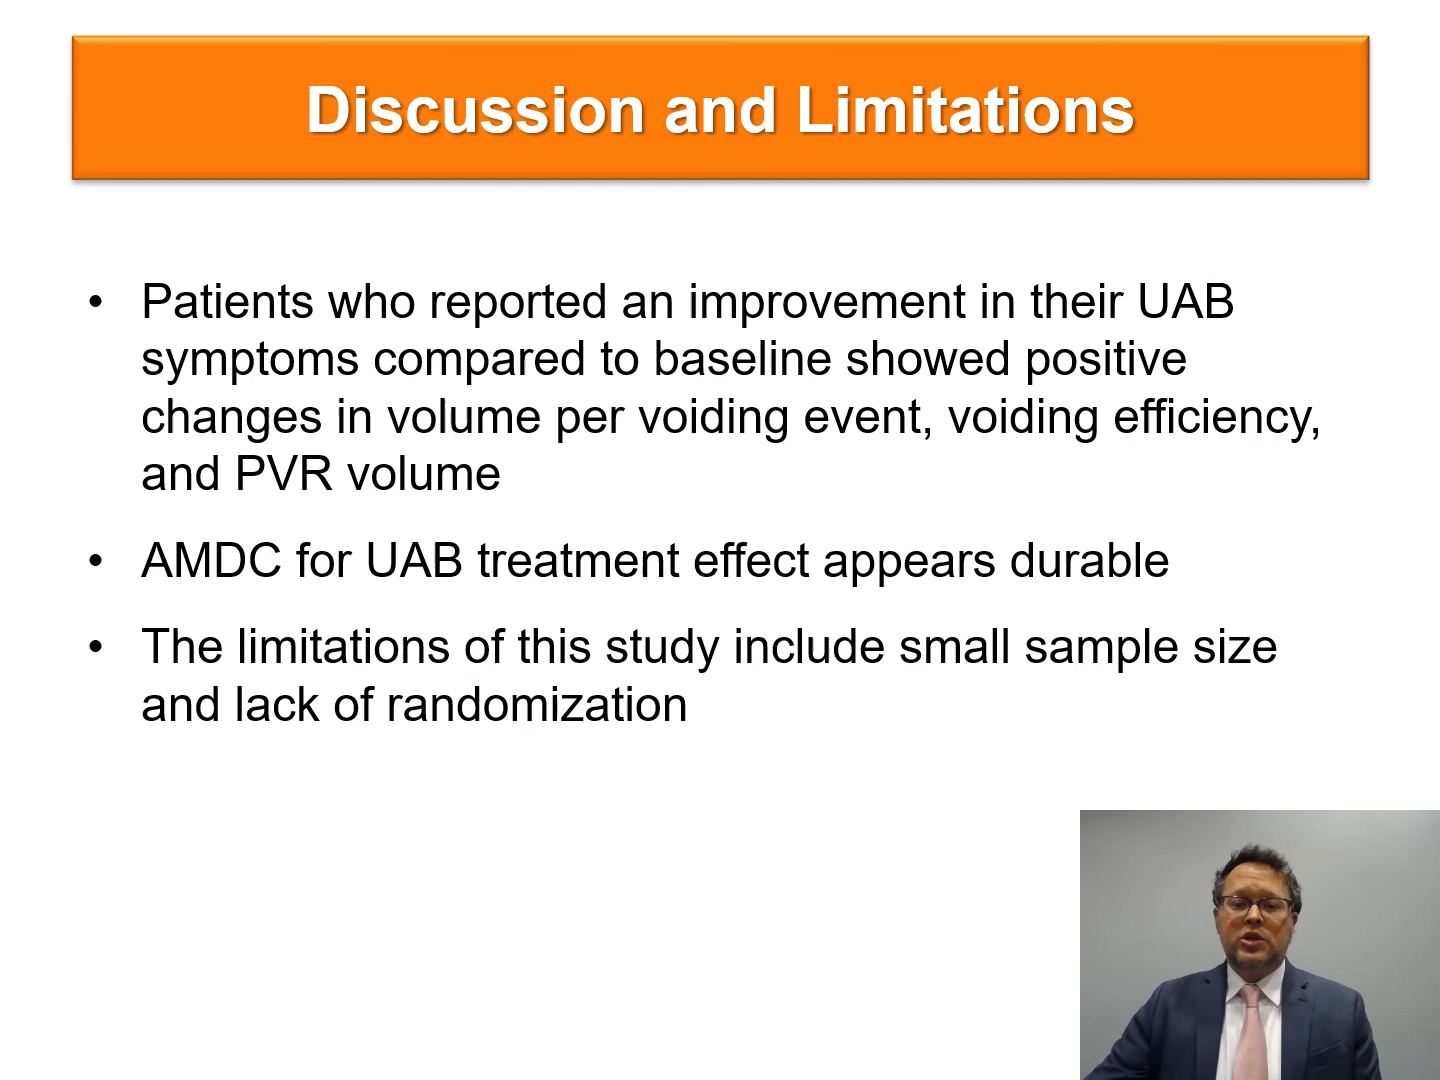 Discussion and Limitations
• Patients who reported an improvement in their UAB
symptoms compared to baseline showed positive
changes in volume per voiding event, voiding efficiency,
and PVR volume
• AMDC for UAB treatment effect appears durable
• The limitations of this study include small sample size
and lack of randomization